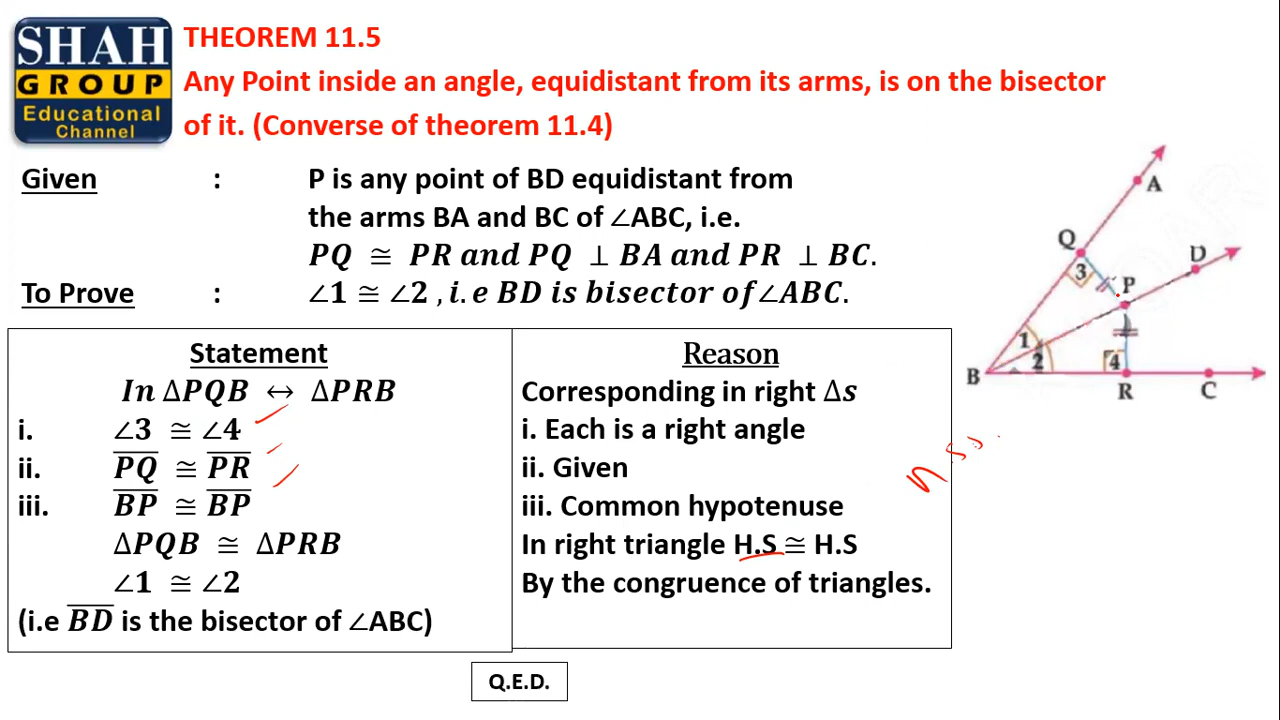 SHAH
GROUP
Educational
Channel
THEOREM 11.5
Any Point inside an angle, equidistant from its arms, is on the bisector
of it. (Converse of theorem 11.4)
Given : P is any point of BD equidistant from
the arms BA and BC of ∠ABC, i.e.
PQ ≅ PR and PQ ⊥ BA and PR ⊥ BC.
To Prove : ∠1 ≅ ∠2 , i.e BD is bisector of ∠ABC.
Statement
In ΔPQB ↔ ΔPRB
i. ∠3 ≅ ∠4
ii. P̅Q̅ ≅ P̅R̅
iii. B̅P̅ ≅ B̅P̅
ΔPQB ≅ ΔPRB
∠1 ≅ ∠2
(i.e B̅D̅ is the bisector of ∠ABC)
Reason
Corresponding in right Δs
i. Each is a right angle
ii. Given
iii. Common hypotenuse
In right triangle H.S ≅ H.S
By the congruence of triangles.
Q.E.D.
A
Q
D
3
P
1
2
4
B
R
C